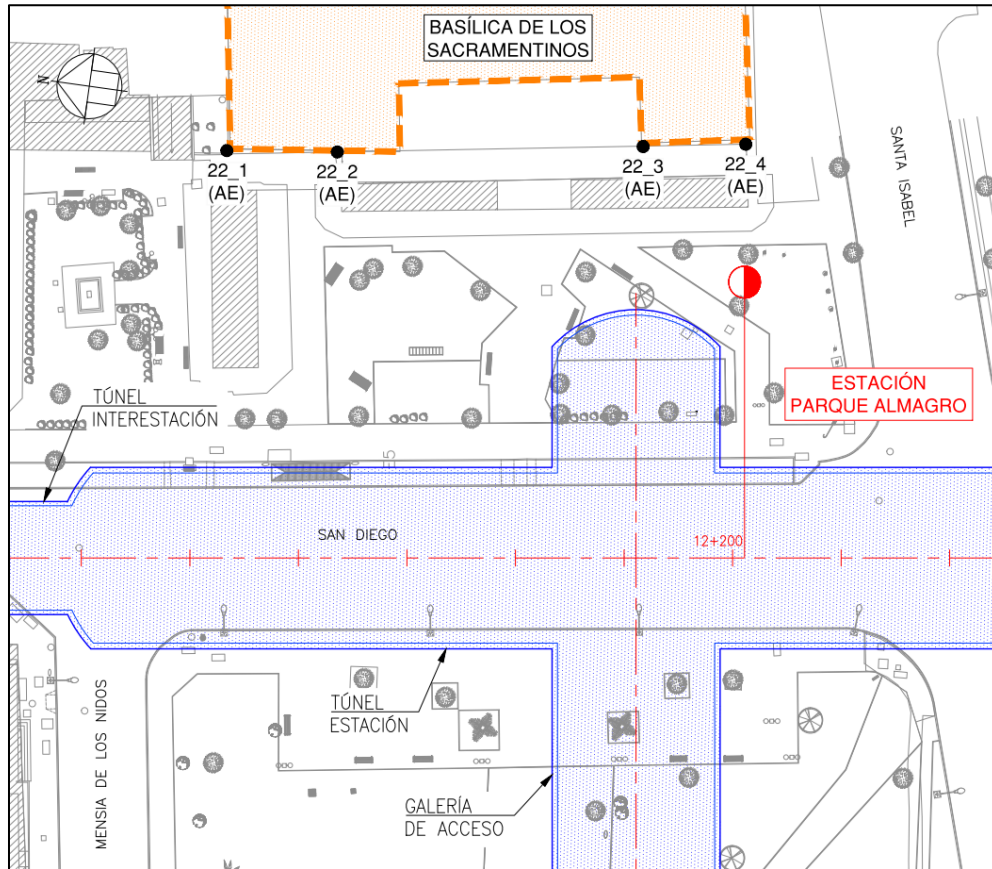 BASÍLICA DE LOS
SACRAMENTINOS
N
22_1
(AE)
22_2
(AE)
22_3
(AE)
22_4
(AE)
SANTA ISABEL
TÚNEL
INTERESTACIÓN
ESTACIÓN
PARQUE ALMAGRO
SAN DIEGO
12+200
TÚNEL
ESTACIÓN
MENSIA DE LOS NIDOS
GALERÍA
DE ACCESO